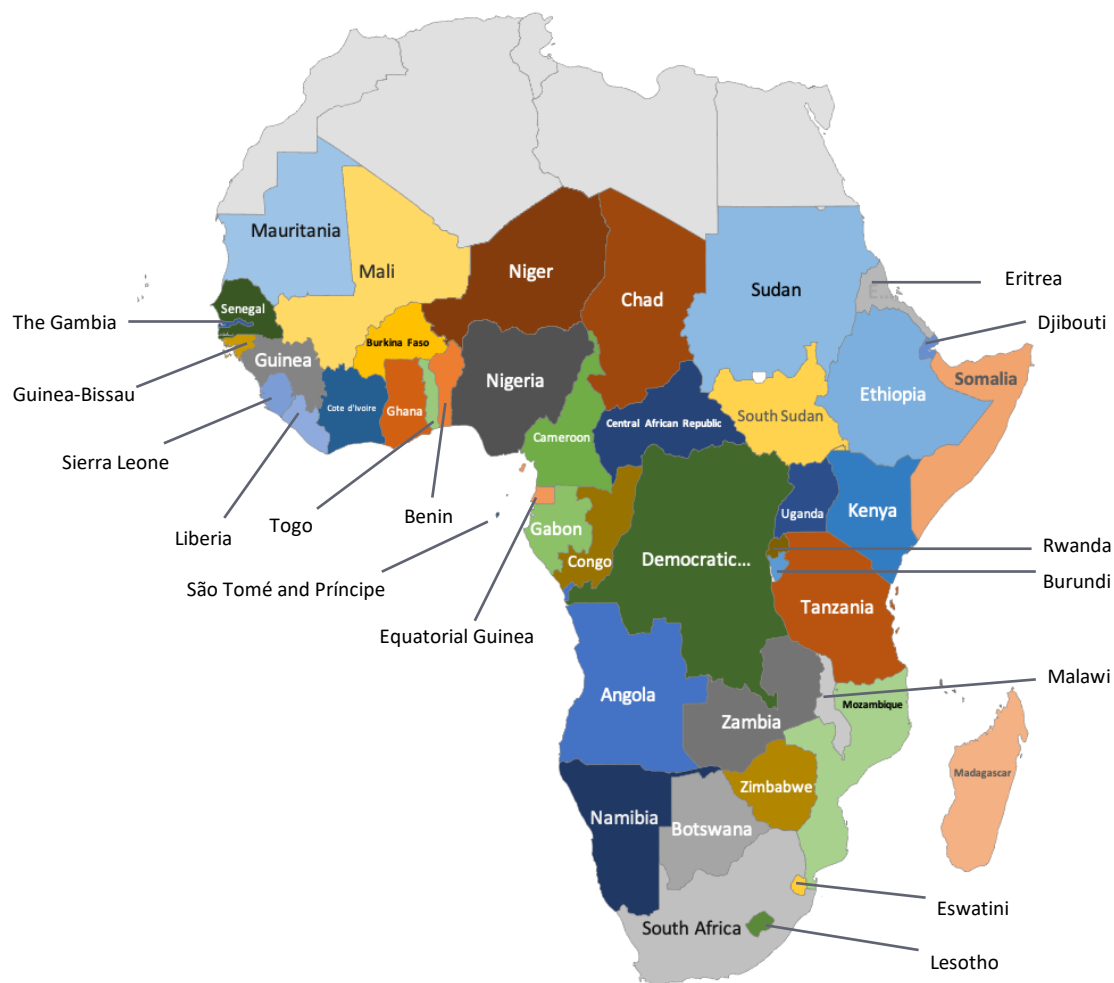 Mauritania
Mali
Niger
Chad
Sudan
Eritrea
E...
Senegal
The Gambia
Djibouti
Burkina Faso
Guinea
Nigeria
Somalia
Guinea-Bissau
Ethiopia
Cote d'Ivoire
Ghana
South Sudan
Central African Republic
Cameroon
Sierra Leone
Liberia
Togo
Benin
Uganda
Kenya
Gabon
Congo
Democratic...
Rwanda
Burundi
São Tomé and Príncipe
Tanzania
Equatorial Guinea
Malawi
Angola
Zambia
Mozambique
Madagascar
Zimbabwe
Namibia
Botswana
Eswatini
South Africa
Lesotho